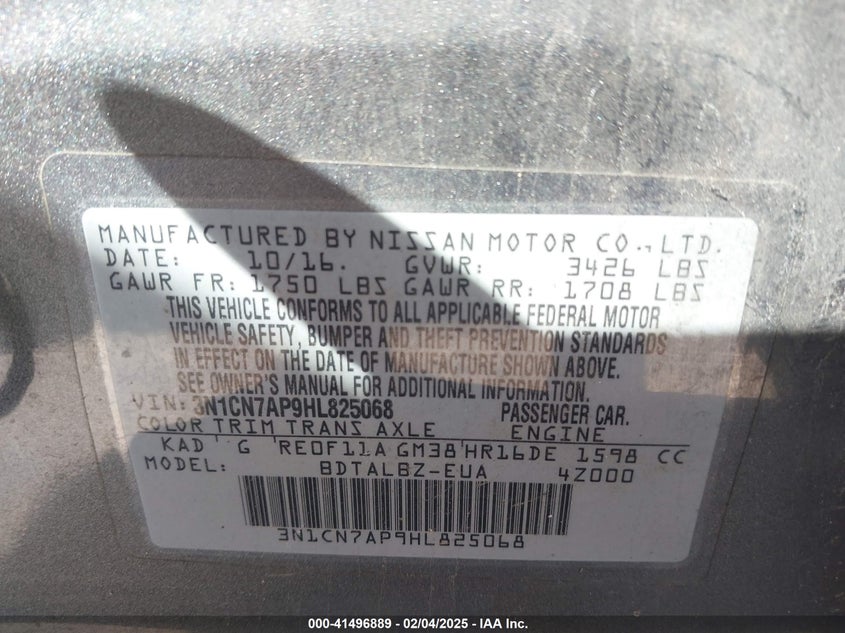 MANUFACTURED BY NISSAN MOTOR CO., LTD.
DATE: 10/16. GVWR: 3426 LBS
GAWR FR: 1750 LBS GAWR RR: 1708 LBS
THIS VEHICLE CONFORMS TO ALL APPLICABLE FEDERAL MOTOR
VEHICLE SAFETY, BUMPER AND THEFT PREVENTION STANDARDS
IN EFFECT ON THE DATE OF MANUFACTURE SHOWN ABOVE.
SEE OWNER'S MANUAL FOR ADDITIONAL INFORMATION.
VIN: 3N1CN7AP9HL825068 PASSENGER CAR.
COLOR TRIM TRANS AXLE ENGINE
KAD G RE0F11A GM38 HR16DE 1598 CC
MODEL: BDTALBZ-EUA 4Z000
3N1CN7AP9HL825068
000-41496889 - 02/04/2025 - IAA Inc.